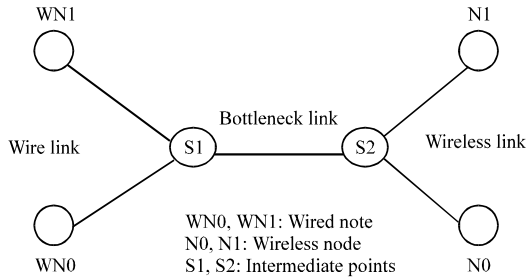 WN1
N1
Bottleneck link
Wire link
S1
S2
Wireless link
WN0, WN1: Wired note
N0, N1: Wireless node
S1, S2: Intermediate points
WN0
N0